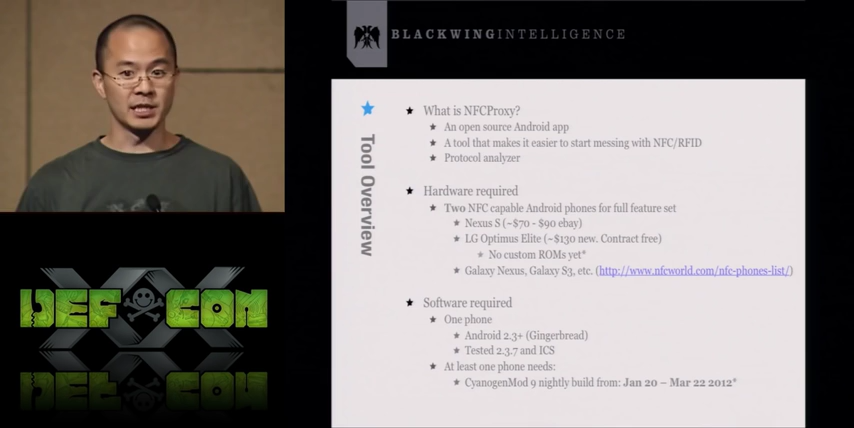 BLACKWINGINTELLIGENCE
Tool Overview
What is NFCProxy?
An open source Android app
A tool that makes it easier to start messing with NFC/RFID
Protocol analyzer
Hardware required
Two NFC capable Android phones for full feature set
Nexus S (~$70 - $90 ebay)
LG Optimus Elite (~$130 new. Contract free)
No custom ROMs yet*
Galaxy Nexus, Galaxy S3, etc. (http://www.nfcworld.com/nfc-phones-list/)
Software required
One phone
Android 2.3+ (Gingerbread)
Tested 2.3.7 and ICS
At least one phone needs:
CyanogenMod 9 nightly build from: Jan 20 – Mar 22 2012*
DEF CON
XX